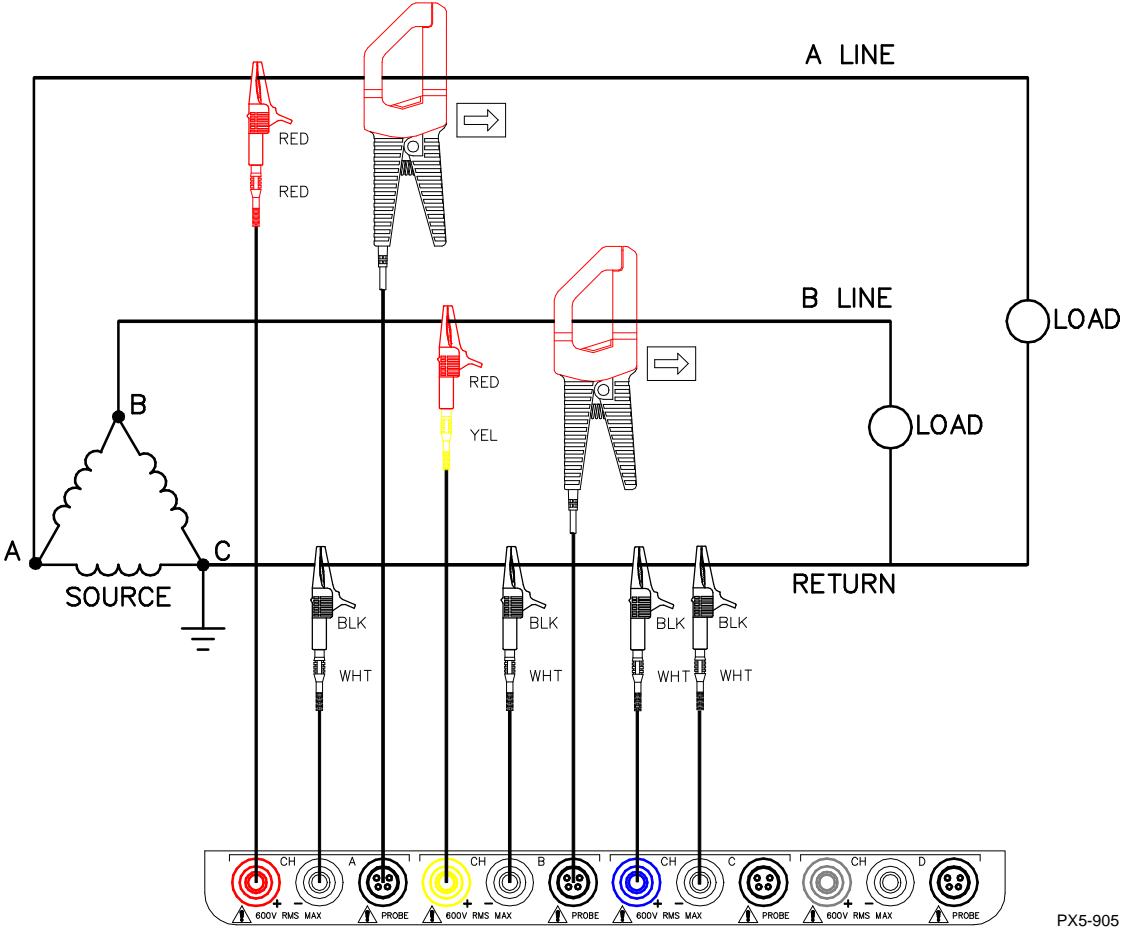 A LINE
RED
RED
B LINE
LOAD
RED
B
LOAD
YEL
A
C
SOURCE
RETURN
BLK
BLK
BLK
BLK
WHT
WHT
WHT
WHT
CH A CH B CH C CH D
+ − + − + − + −
600V RMS MAX PROBE 600V RMS MAX PROBE 600V RMS MAX PROBE 600V RMS MAX PROBE
PX5-905